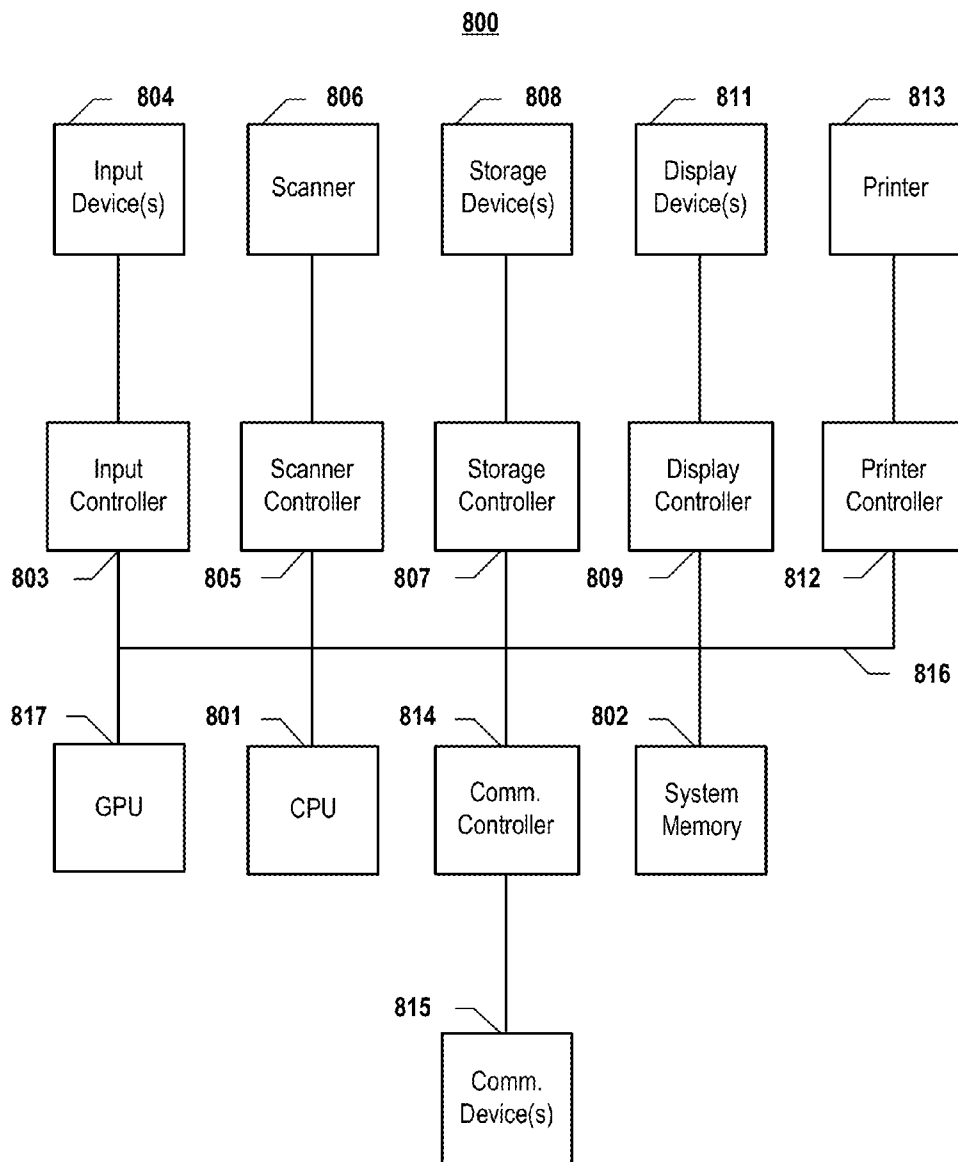 800
804
806
808
811
813
Input
Device(s)
Scanner
Storage
Device(s)
Display
Device(s)
Printer
Input
Controller
Scanner
Controller
Storage
Controller
Display
Controller
Printer
Controller
803
805
807
809
812
816
817
801
814
802
GPU
CPU
Comm.
Controller
System
Memory
815
Comm.
Device(s)